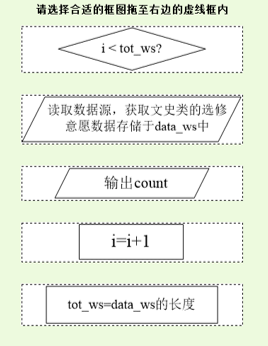 请选择合适的框图拖至右边的虚线框内
i < tot_ws?
读取数据源，获取文史类的选修
意愿数据存储于data_ws中
输出count
i=i+1
tot_ws=data_ws的长度